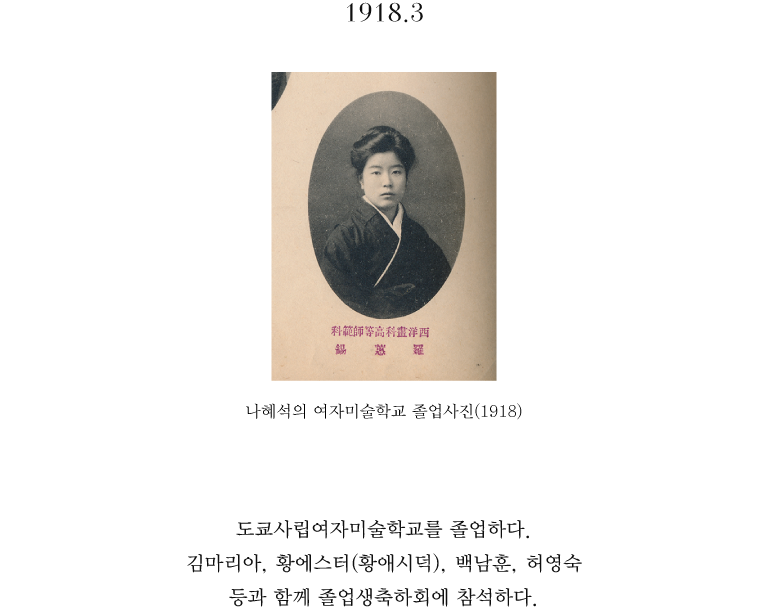 1918.3
西洋畫科高等師範科
羅蕙錫
나혜석의 여자미술학교 졸업사진(1918)
도쿄사립여자미술학교를 졸업하다.
김마리아, 황에스터(황애시덕), 백남훈, 허영숙
등과 함께 졸업생축하회에 참석하다.